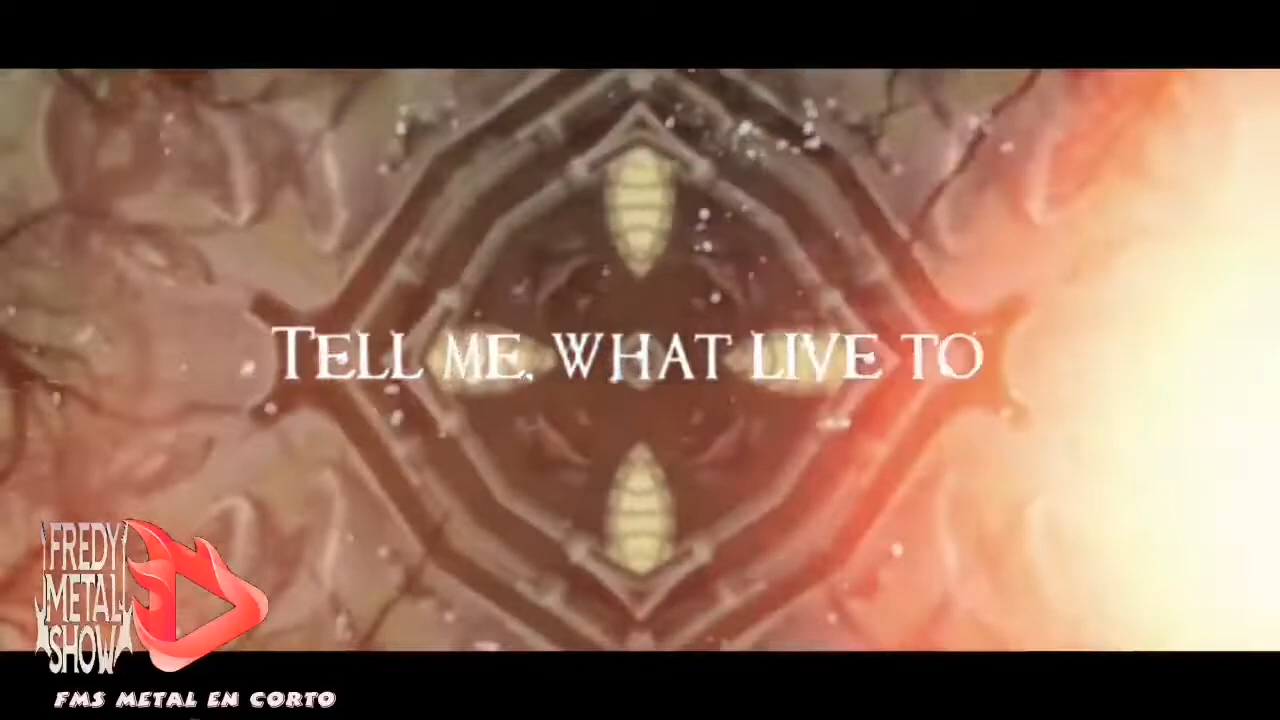 TELL ME, WHAT LIVE TO
FREDY
METAL
SHOW
FMS METAL EN CORTO